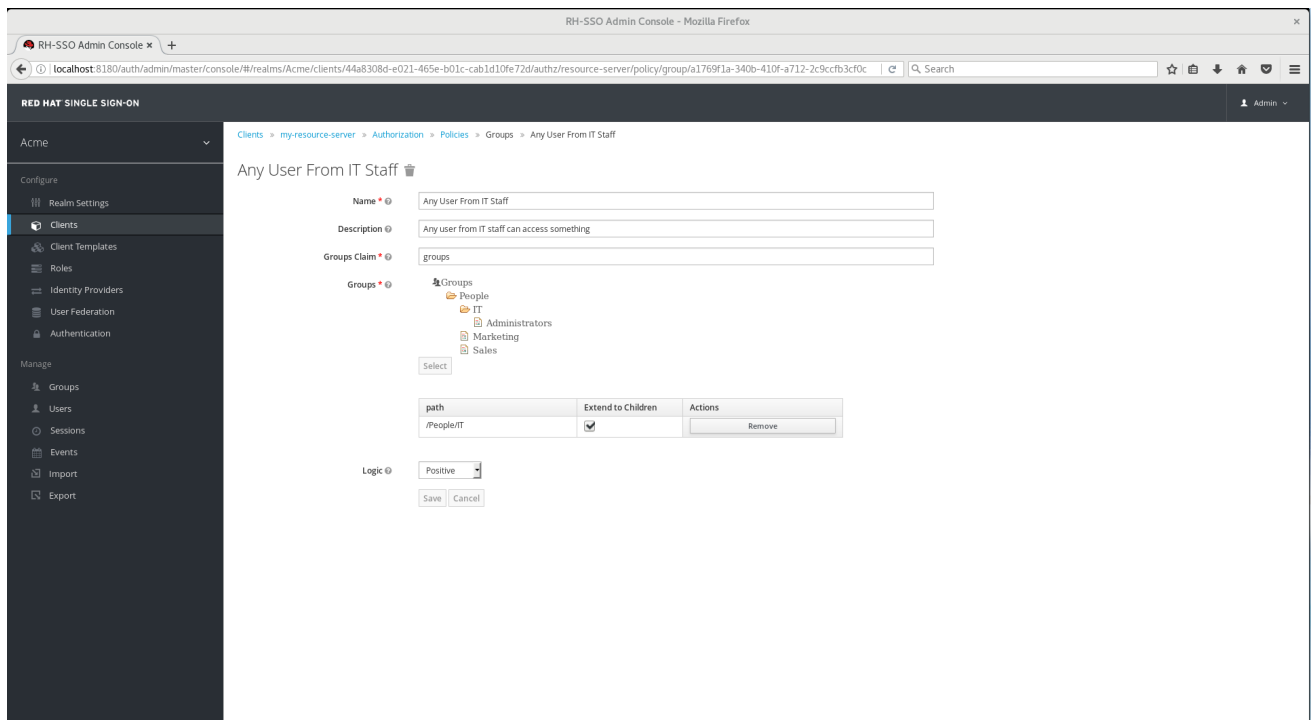 RH-SSO Admin Console - Mozilla Firefox
RH-SSO Admin Console
localhost:8180/auth/admin/master/console/#/realms/Acme/clients/44a8308d-e021-465e-b01c-cab1d10fe72d/authz/resource-server/policy/group/a1769f1a-340b-410f-a712-2c9ccfb3cf0c
Search
RED HAT SINGLE SIGN-ON
Admin
Acme
Clients » my-resource-server » Authorization » Policies » Groups » Any User From IT Staff
Any User From IT Staff
Configure
Realm Settings
Clients
Client Templates
Roles
Identity Providers
User Federation
Authentication
Manage
Groups
Users
Sessions
Events
Import
Export
Name * Any User From IT Staff
Description Any user from IT staff can access something
Groups Claim * groups
Groups * Groups
People
IT
Administrators
Marketing
Sales
Select
path Extend to Children Actions
/People/IT Remove
Logic Positive
Save Cancel